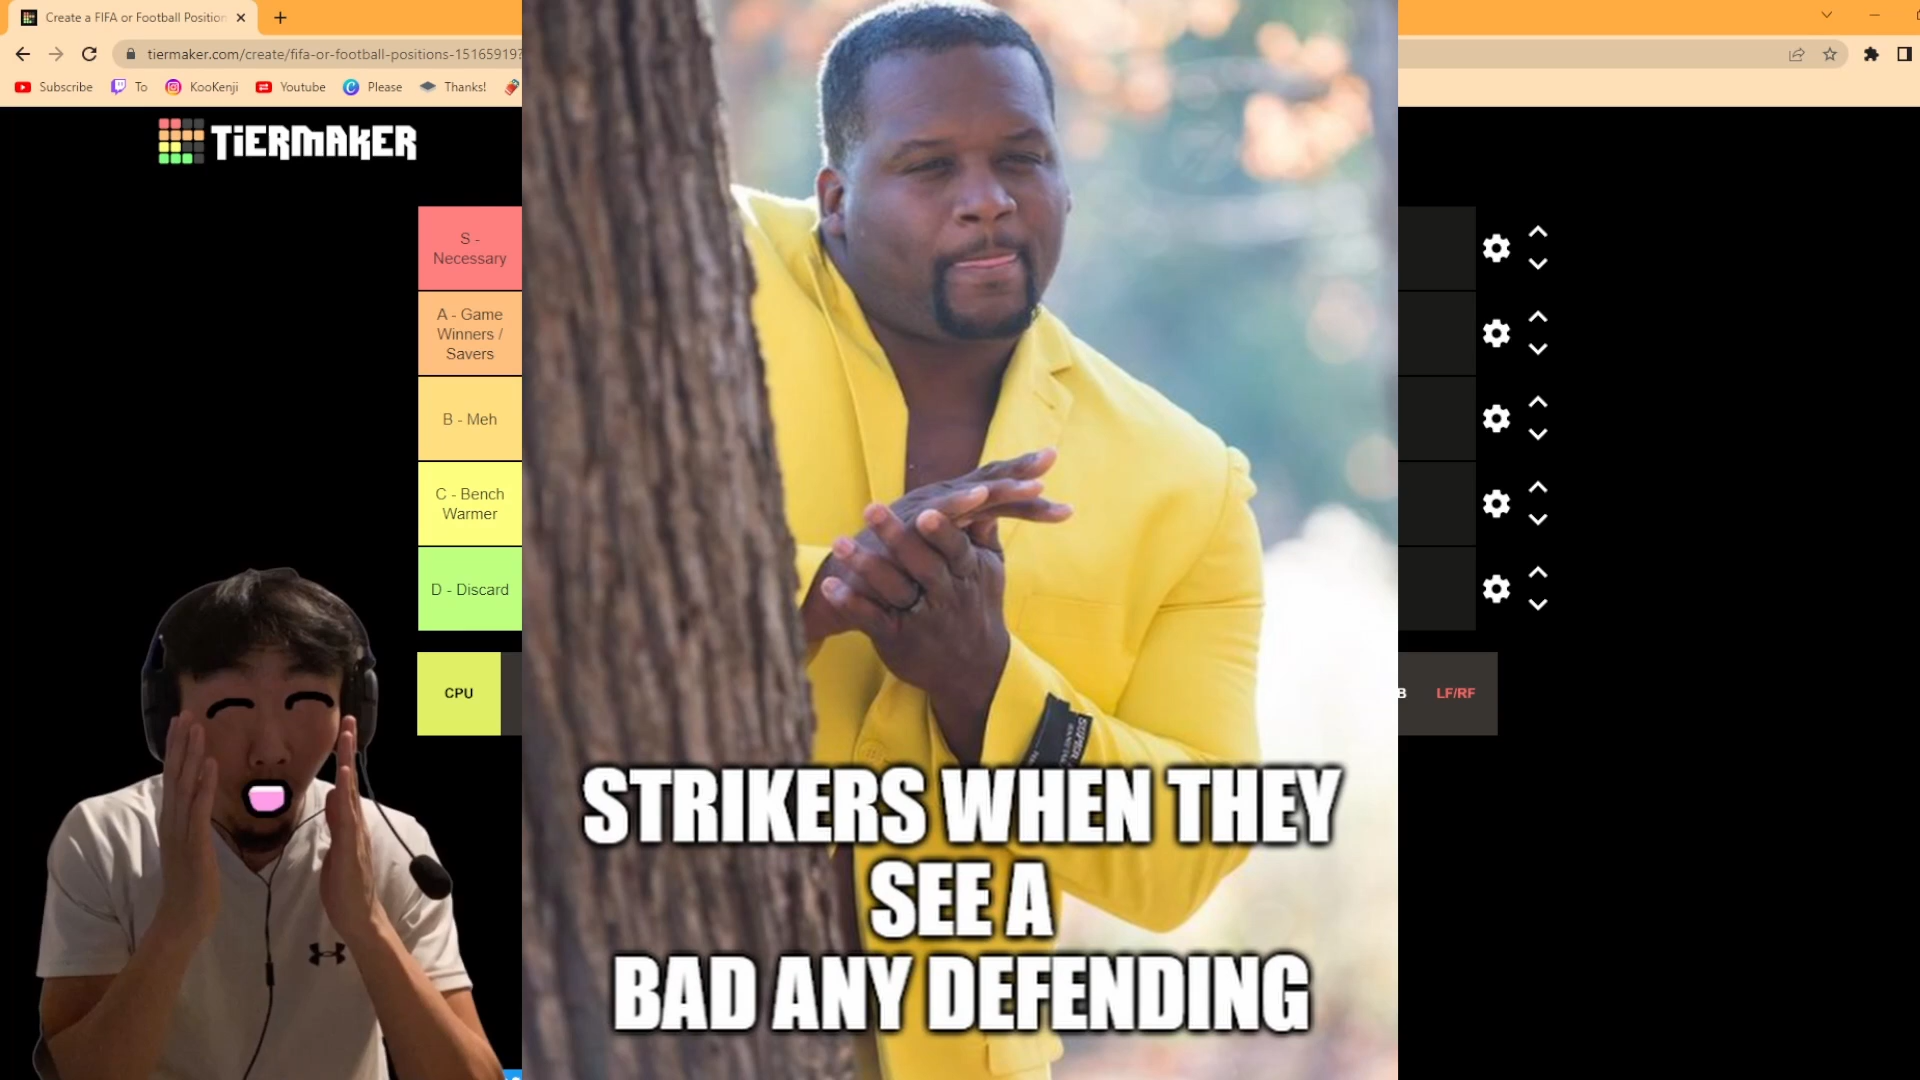 Create a FIFA or Football Position
tiermaker.com/create/fifa-or-football-positions-15165919?
Subscribe
To
KooKenji
Youtube
Please
Thanks!
TiERMAKER
S -
Necessary
A - Game
Winners /
Savers
B - Meh
C - Bench
Warmer
D - Discard
CPU
B
LF/RF
STRIKERS WHEN THEY
SEE A
BAD ANY DEFENDING